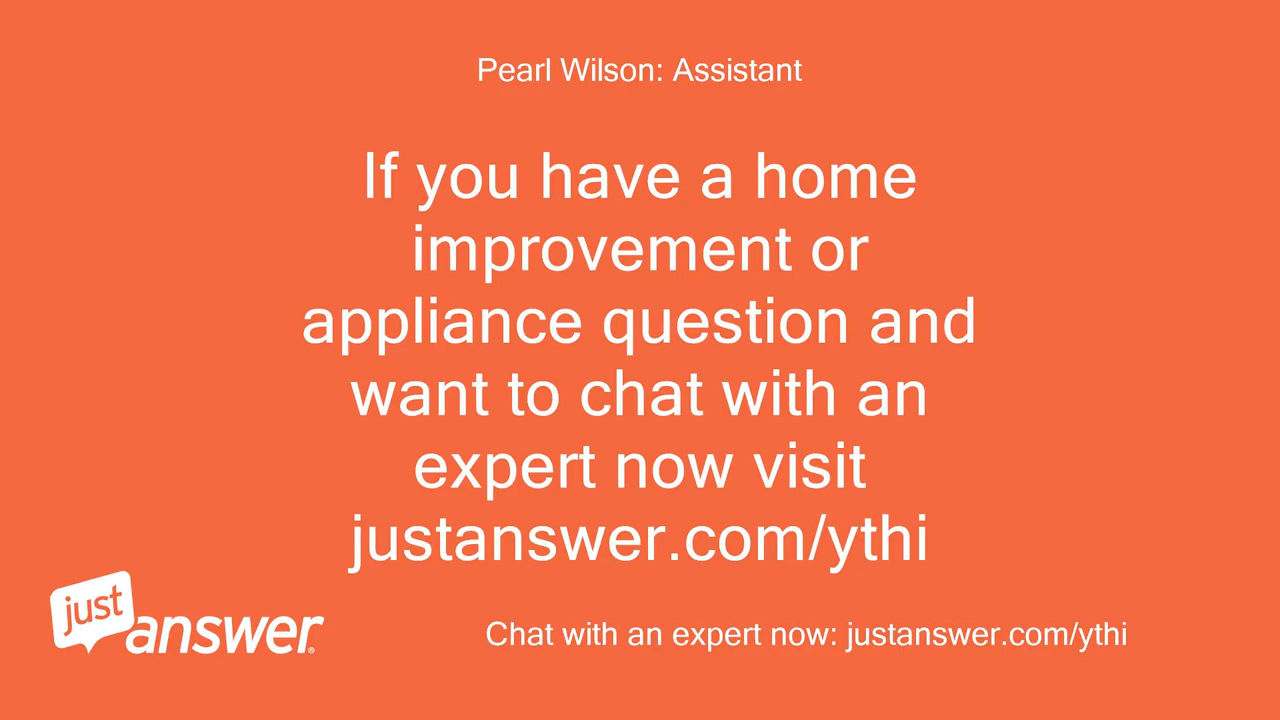 Pearl Wilson: Assistant
If you have a home
improvement or
appliance question and
want to chat with an
expert now visit
justanswer.com/ythi
just
answer®
Chat with an expert now: justanswer.com/ythi